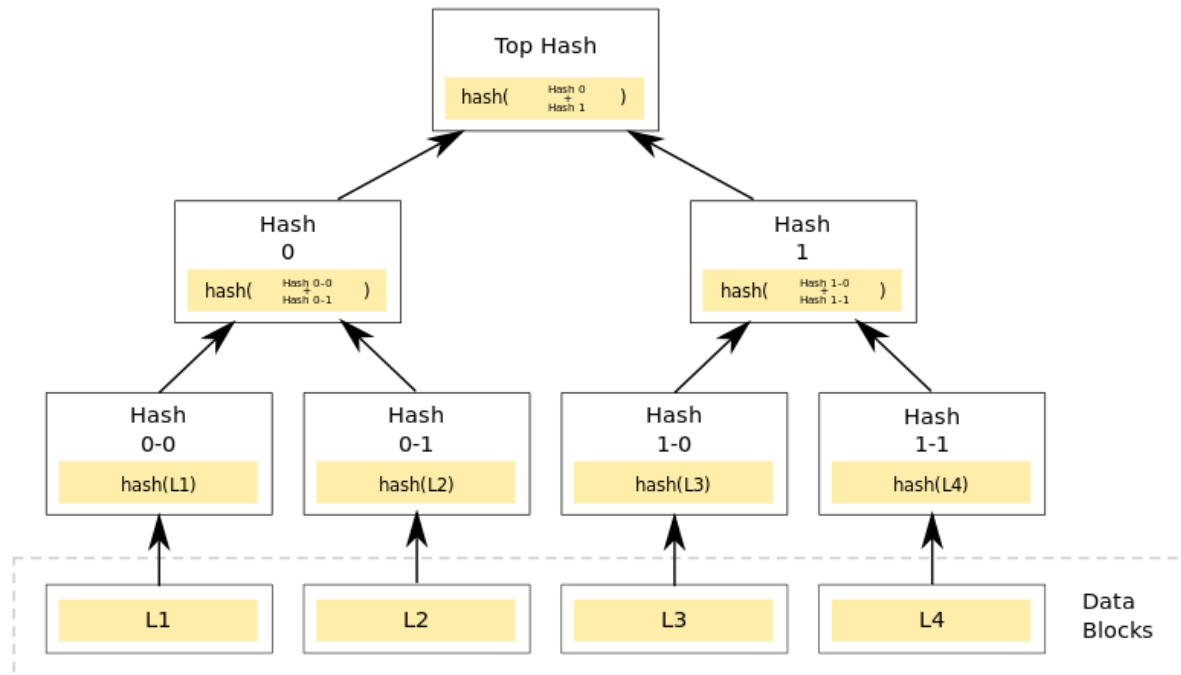 Top Hash
hash( Hash 0 + Hash 1 )
Hash
0
hash( Hash 0-0 + Hash 0-1 )
Hash
1
hash( Hash 1-0 + Hash 1-1 )
Hash
0-0
hash(L1)
Hash
0-1
hash(L2)
Hash
1-0
hash(L3)
Hash
1-1
hash(L4)
L1
L2
L3
L4
Data
Blocks